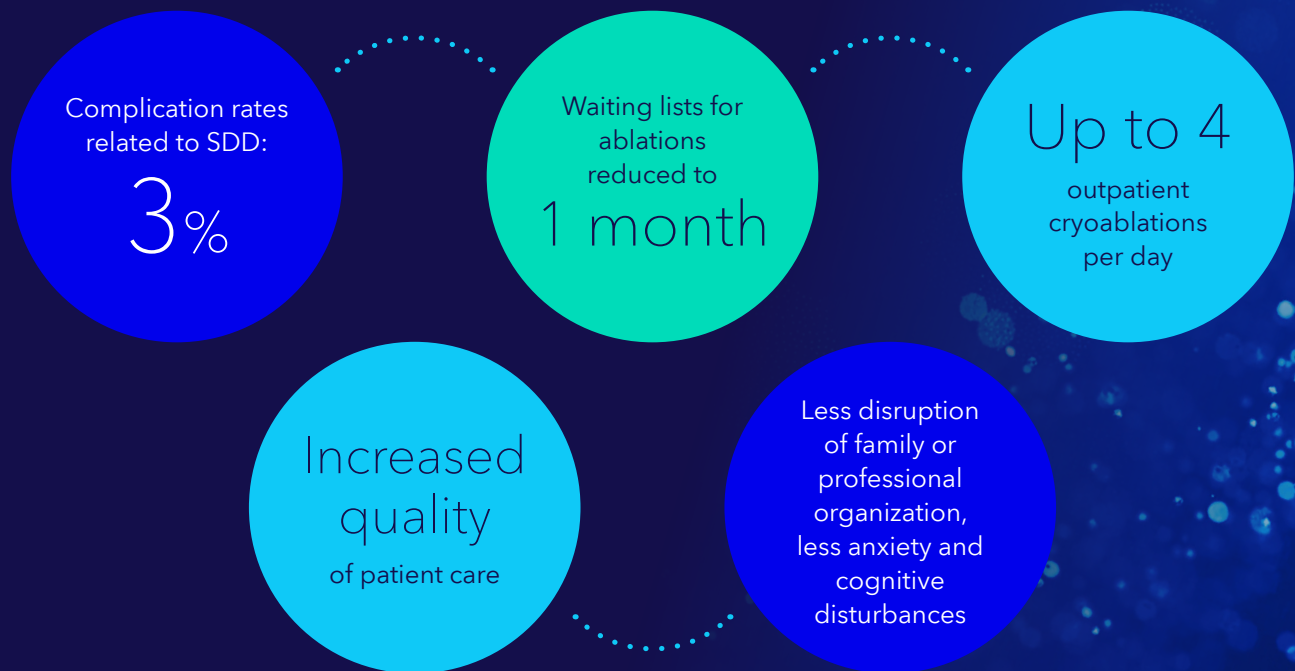 Complication rates
related to SDD:
3%
Waiting lists for
ablations
reduced to
1 month
Up to 4
outpatient
cryoablations
per day
Increased
quality
of patient care
Less disruption
of family or
professional
organization,
less anxiety and
cognitive
disturbances